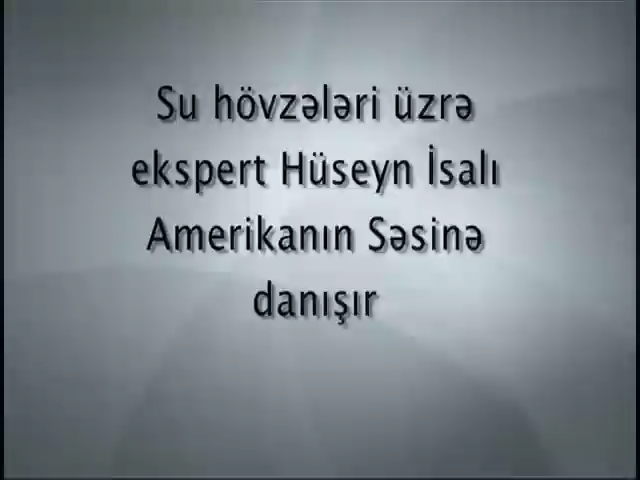 Su hövzələri üzrə
ekspert Hüseyn İsalı
Amerikanın Səsinə
danışır